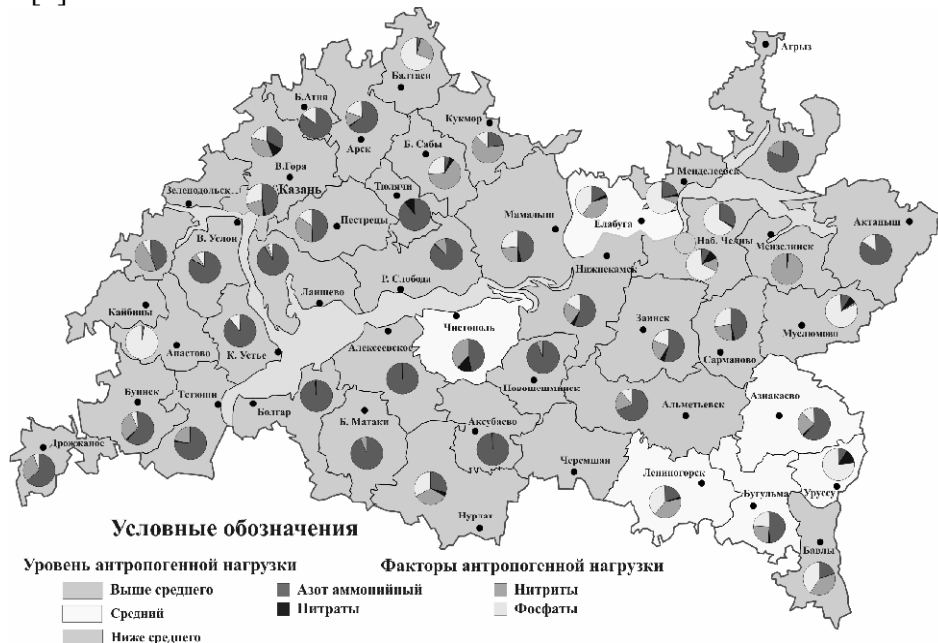 Агрыз
Балтаси
Б.Атня
Кукмор
Арск
Б. Сабы
В.Гора
Менделеевск
Зеленодольск
Казань
Тюлячи
Елабуга
Пестрецы
Мамадыш
Актаныш
В. Услон
Наб. Челны
Мензелинск
Нижнекамск
Р. Слобода
Лаишево
Кайбицы
Чистополь
Заинск
Муслюмово
Апастово
К. Устье
Алексеевское
Сарманово
Новошешминск
Буинск
Тетюши
Болгар
Б. Матаки
Альметьевск
Азнакаево
Аксубаево
Дрожжаное
Черемшан
Лениногорск
Уруссу
Бугульма
Нурлат
Бавлы
Условные обозначения
Уровень антропогенной нагрузки
Факторы антропогенной нагрузки
Выше среднего
Азот аммонийный
Нитриты
Средний
Нитраты
Фосфаты
Ниже среднего